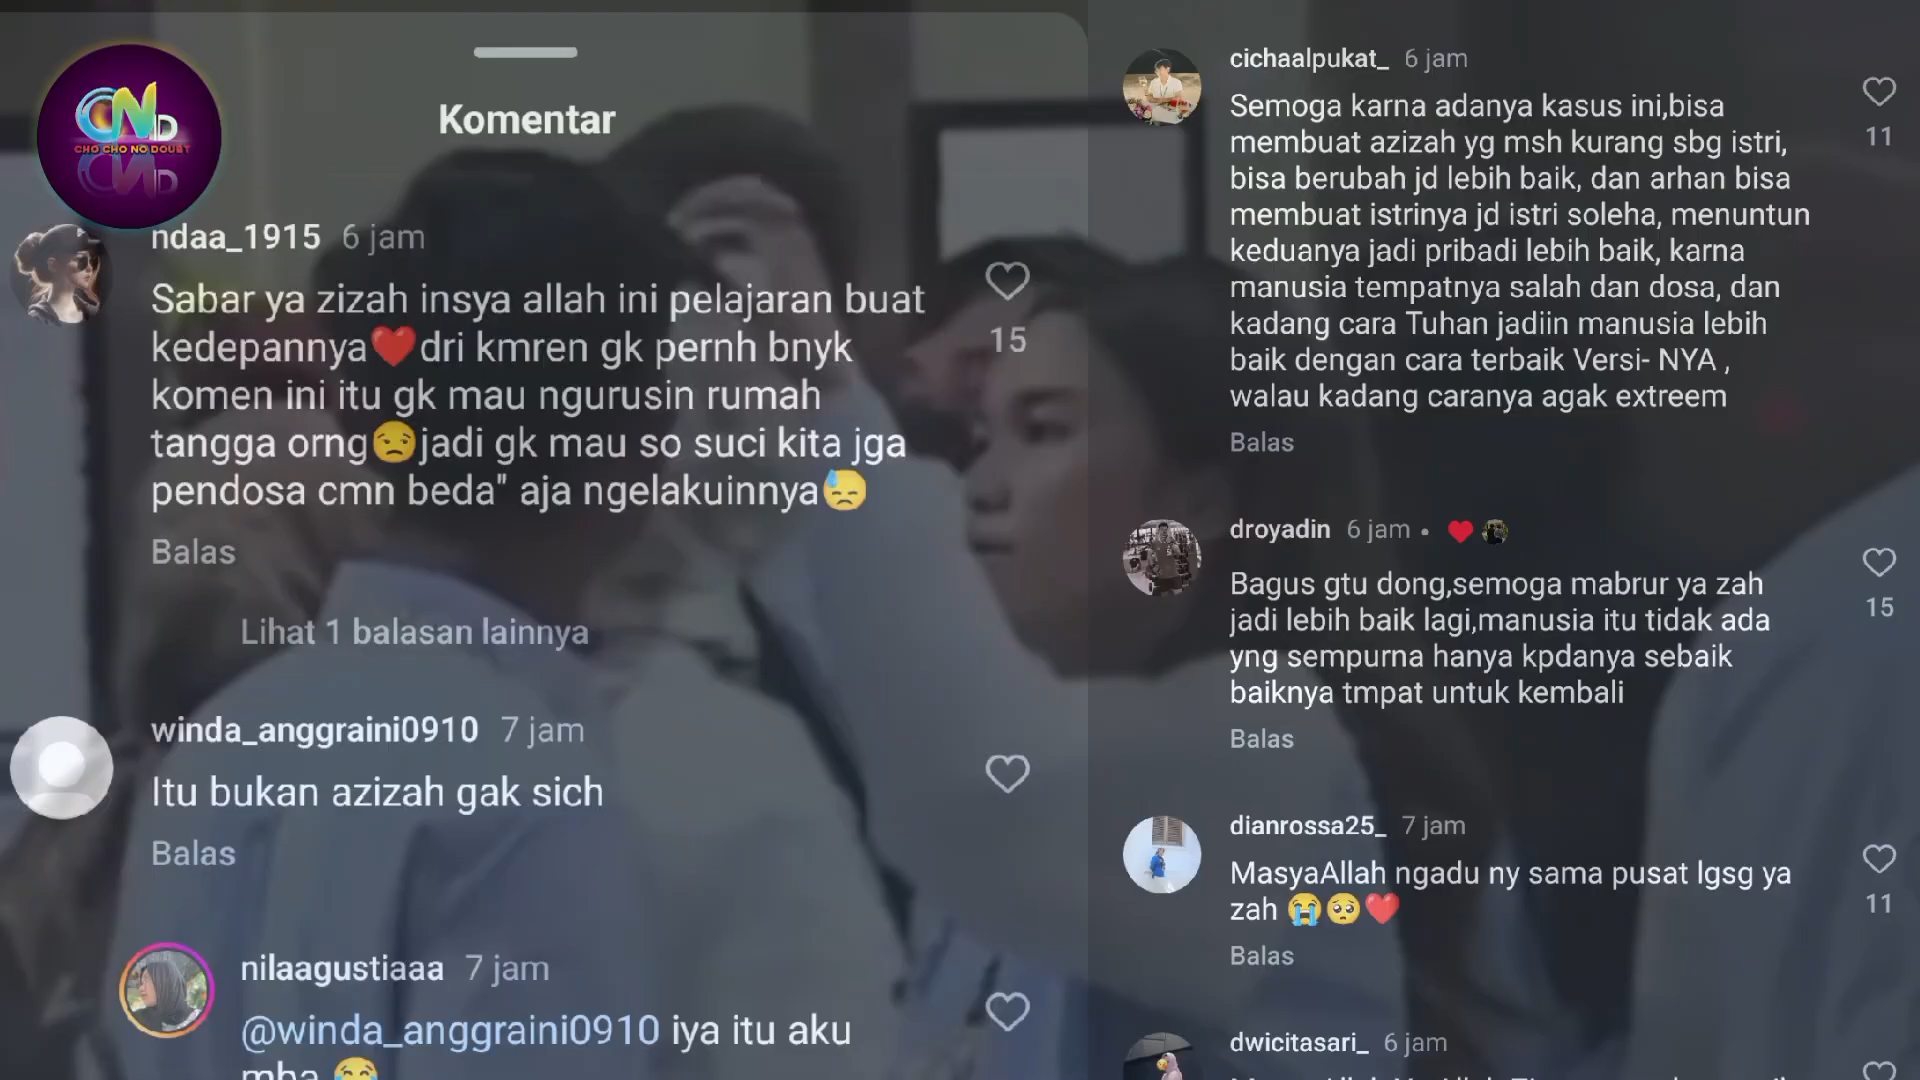 CND
CHO CHO NO DOUBT
Komentar
ndaa_1915 6 jam
Sabar ya zizah insya allah ini pelajaran buat
kedepannya❤️dri kmren gk pernh bnyk
komen ini itu gk mau ngurusin rumah
tangga orng😒jadi gk mau so suci kita jga
pendosa cmn beda" aja ngelakuinnya😓
15
Balas
Lihat 1 balasan lainnya
winda_anggraini0910 7 jam
Itu bukan azizah gak sich
Balas
nilaagustiaaa 7 jam
@winda_anggraini0910 iya itu aku
mba 😂
cichaalpukat_ 6 jam
Semoga karna adanya kasus ini,bisa
membuat azizah yg msh kurang sbg istri,
bisa berubah jd lebih baik, dan arhan bisa
membuat istrinya jd istri soleha, menuntun
keduanya jadi pribadi lebih baik, karna
manusia tempatnya salah dan dosa, dan
kadang cara Tuhan jadiin manusia lebih
baik dengan cara terbaik Versi- NYA ,
walau kadang caranya agak extreem
11
Balas
droyadin 6 jam • ❤️
Bagus gtu dong,semoga mabrur ya zah
jadi lebih baik lagi,manusia itu tidak ada
yng sempurna hanya kpdanya sebaik
baiknya tmpat untuk kembali
15
Balas
dianrossa25_ 7 jam
MasyaAllah ngadu ny sama pusat lgsg ya
zah 😭🥺❤️
11
Balas
dwicitasari_ 6 jam